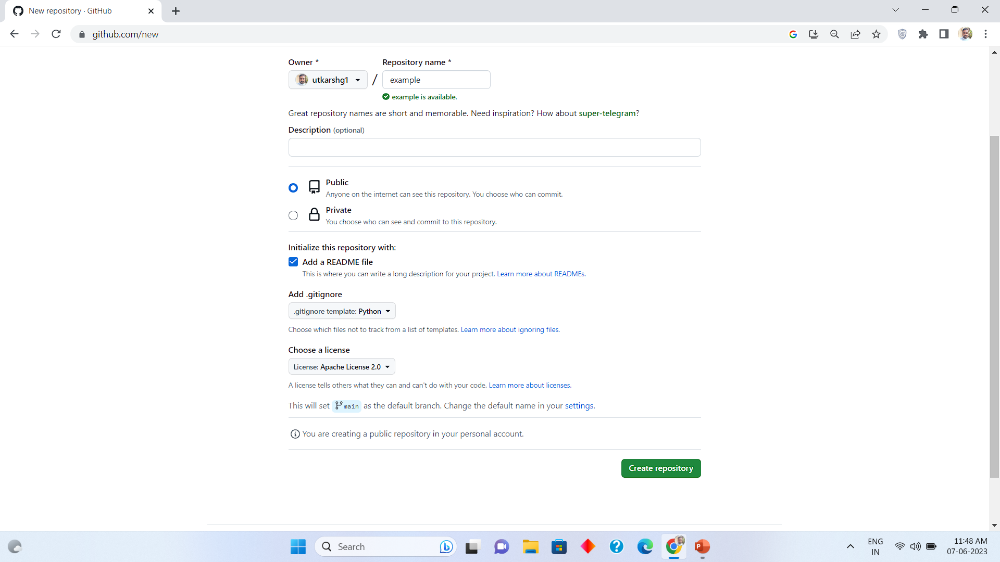 New repository · GitHub
github.com/new
Owner *
Repository name *
utkarshg1
/
example
example is available.
Great repository names are short and memorable. Need inspiration? How about super-telegram?
Description (optional)
Public
Anyone on the internet can see this repository. You choose who can commit.
Private
You choose who can see and commit to this repository.
Initialize this repository with:
Add a README file
This is where you can write a long description for your project. Learn more about READMEs.
Add .gitignore
.gitignore template: Python
Choose which files not to track from a list of templates. Learn more about ignoring files.
Choose a license
License: Apache License 2.0
A license tells others what they can and can't do with your code. Learn more about licenses.
This will set main as the default branch. Change the default name in your settings.
You are creating a public repository in your personal account.
Create repository
Search
ENG
IN
11:48 AM
07-06-2023